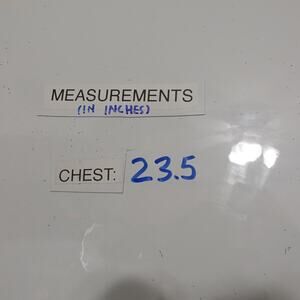 MEASUREMENTS
(IN INCHES)
CHEST: 23.5